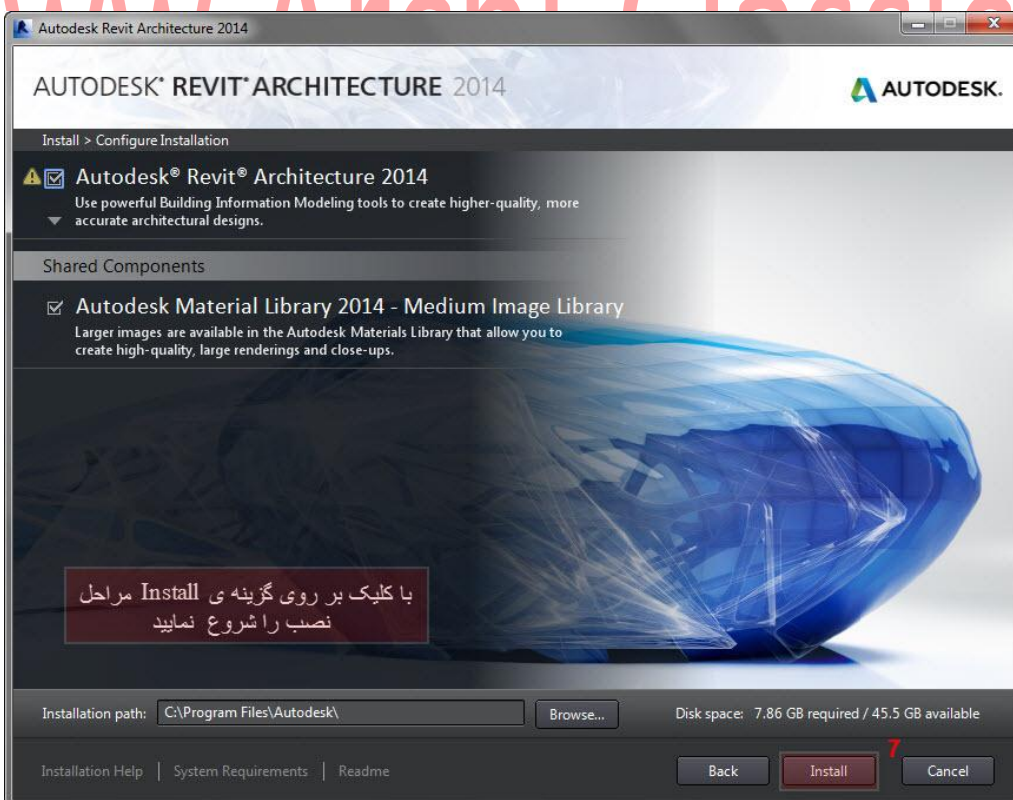 Autodesk Revit Architecture 2014
AUTODESK® REVIT® ARCHITECTURE 2014
AUTODESK.
Install > Configure Installation
Autodesk® Revit® Architecture 2014
Use powerful Building Information Modeling tools to create higher-quality, more
accurate architectural designs.
Shared Components
Autodesk Material Library 2014 - Medium Image Library
Larger images are available in the Autodesk Materials Library that allow you to
create high-quality, large renderings and close-ups.
با کلیک بر روی گزینه ی Install مراحل
نصب را شروع نمایید
Installation path: C:\Program Files\Autodesk\ Browse... Disk space: 7.86 GB required / 45.5 GB available
7
Installation Help | System Requirements | Readme Back Install Cancel